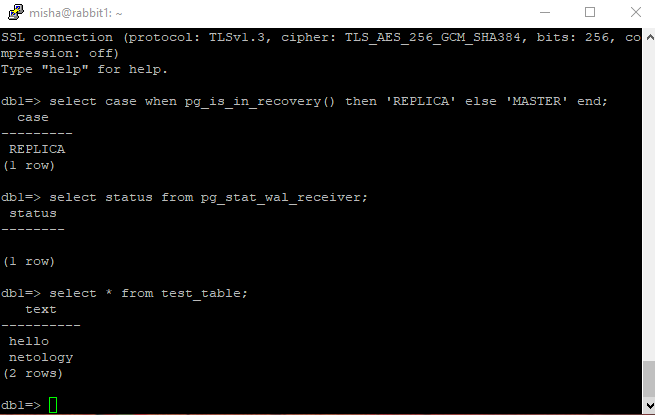 misha@rabbit1: ~
SSL connection (protocol: TLSv1.3, cipher: TLS_AES_256_GCM_SHA384, bits: 256, co
mpression: off)
Type "help" for help.
db1=> select case when pg_is_in_recovery() then 'REPLICA' else 'MASTER' end;
case
---------
REPLICA
(1 row)
db1=> select status from pg_stat_wal_receiver;
status
--------
(1 row)
db1=> select * from test_table;
text
----------
hello
netology
(2 rows)
db1=>